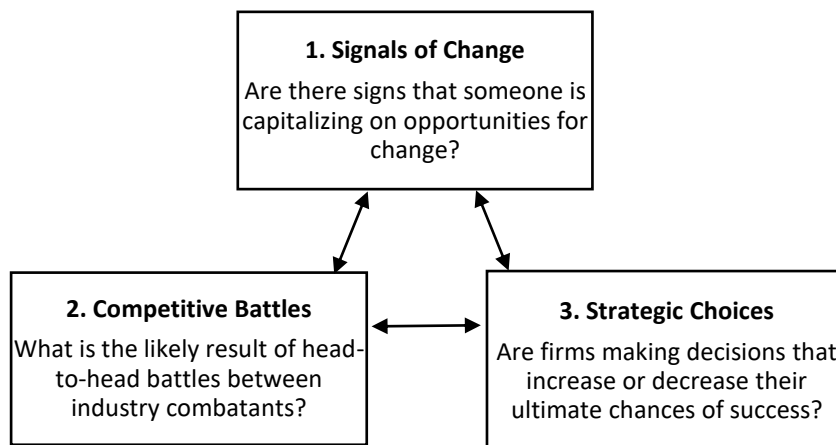 1. Signals of Change
Are there signs that someone is
capitalizing on opportunities for
change?
2. Competitive Battles
What is the likely result of head-
to-head battles between
industry combatants?
3. Strategic Choices
Are firms making decisions that
increase or decrease their
ultimate chances of success?